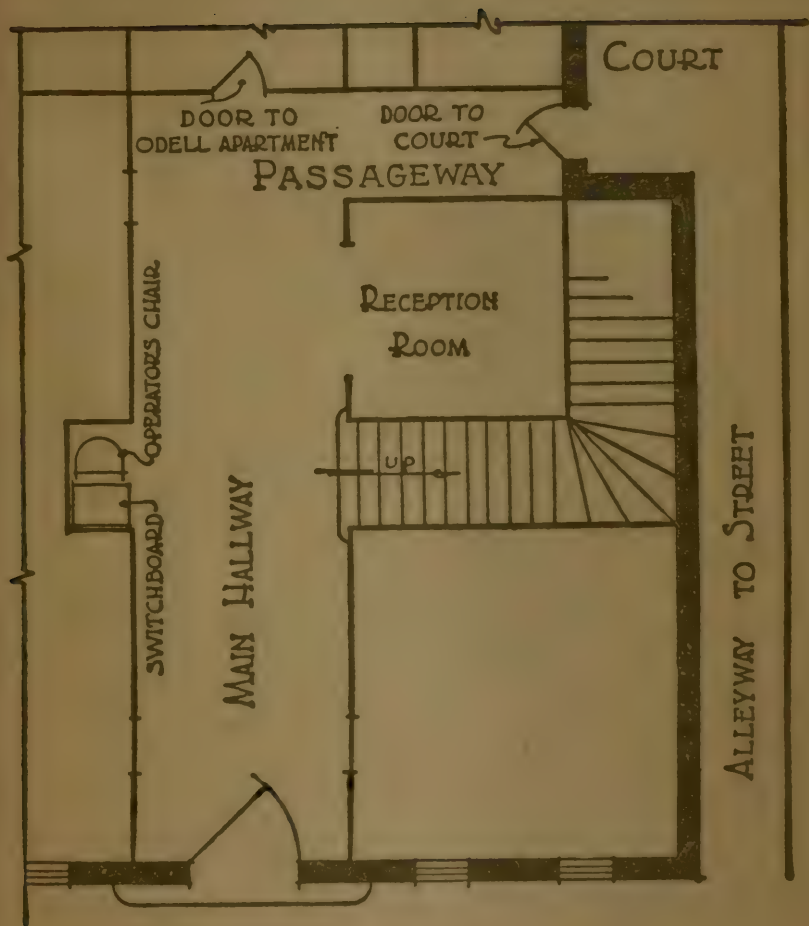 COURT
DOOR TO
ODELL APARTMENT
DOOR TO
COURT
PASSAGEWAY
RECEPTION
ROOM
OPERATORS CHAIR
SWITCHBOARD
UP
MAIN HALLWAY
ALLEYWAY TO STREET